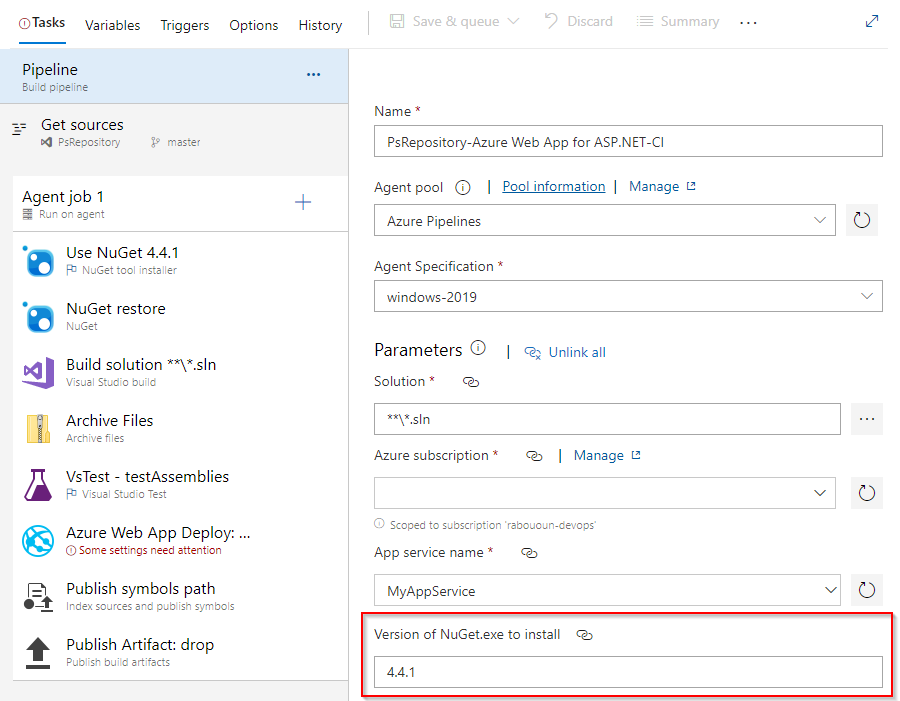 Tasks Variables Triggers Options History Save & queue Discard Summary ...
Pipeline
Build pipeline
...
Get sources
PsRepository master
Agent job 1
Run on agent
Use NuGet 4.4.1
NuGet tool installer
NuGet restore
NuGet
Build solution **\*.sln
Visual Studio build
Archive Files
Archive files
VsTest - testAssemblies
Visual Studio Test
Azure Web App Deploy: ...
Some settings need attention
Publish symbols path
Index sources and publish symbols
Publish Artifact: drop
Publish build artifacts
Name *
PsRepository-Azure Web App for ASP.NET-CI
Agent pool | Pool information | Manage
Azure Pipelines
Agent Specification *
windows-2019
Parameters | Unlink all
Solution *
**\*.sln
...
Azure subscription * | Manage
Scoped to subscription 'rabououn-devops'
App service name *
MyAppService
Version of NuGet.exe to install
4.4.1